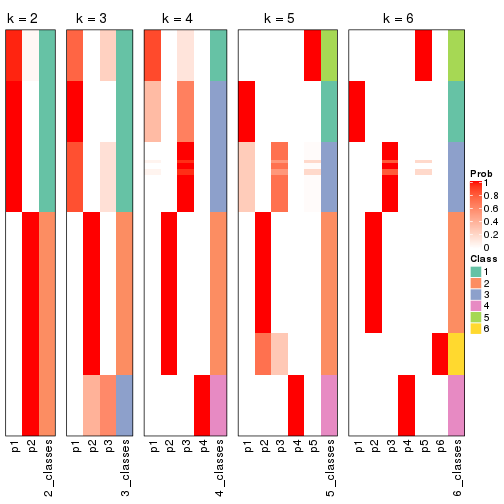 k = 2
k = 3
k = 4
k = 5
k = 6
Prob
1
0.8
0.6
0.4
0.2
0
Class
1
2
3
4
5
6
p1
p2
2_classes
p1
p2
p3
3_classes
p1
p2
p3
p4
4_classes
p1
p2
p3
p4
p5
5_classes
p1
p2
p3
p4
p5
p6
6_classes